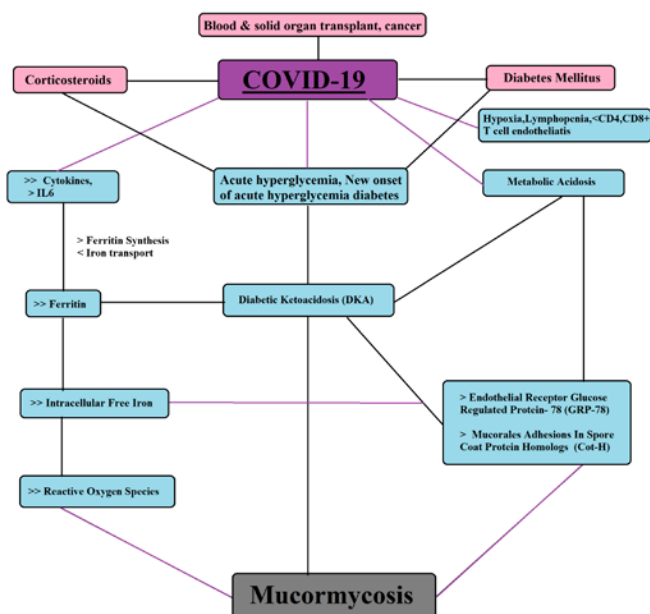 Blood & solid organ transplant, cancer
Corticosteroids
COVID-19
Diabetes Mellitus
Hypoxia,Lymphopenia,<CD4,CD8+
T cell endotheliatis
>> Cytokines,
> IL6
Acute hyperglycemia, New onset
of acute hyperglycemia diabetes
Metabolic Acidosis
> Ferritin Synthesis
< Iron transport
>> Ferritin
Diabetic Ketoacidosis (DKA)
>> Intracellular Free Iron
> Endothelial Receptor Glucose
Regulated Protein- 78 (GRP-78)
> Mucorales Adhesions In Spore
Coat Protein Homologs (Cot-H)
>> Reactive Oxygen Species
Mucormycosis